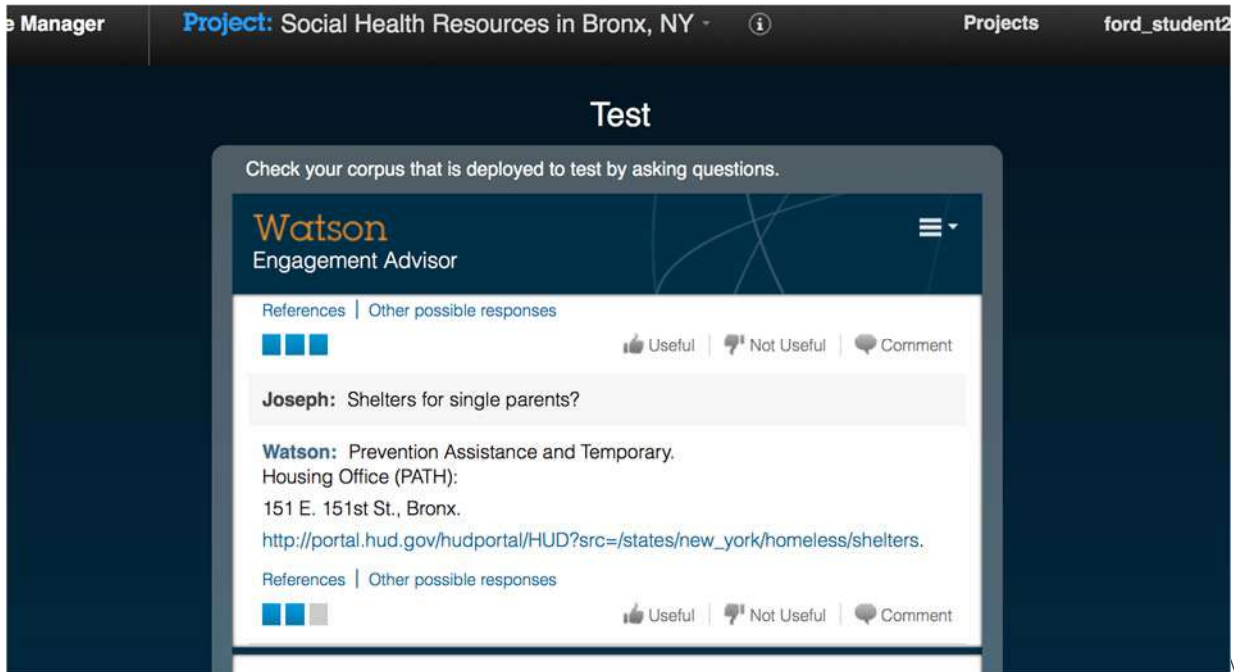 e Manager Project: Social Health Resources in Bronx, NY Projects ford_student2
Test
Check your corpus that is deployed to test by asking questions.
Watson
Engagement Advisor
References | Other possible responses
Useful | Not Useful | Comment
Joseph: Shelters for single parents?
Watson: Prevention Assistance and Temporary.
Housing Office (PATH):
151 E. 151st St., Bronx.
http://portal.hud.gov/hudportal/HUD?src=/states/new_york/homeless/shelters.
References | Other possible responses
Useful | Not Useful | Comment